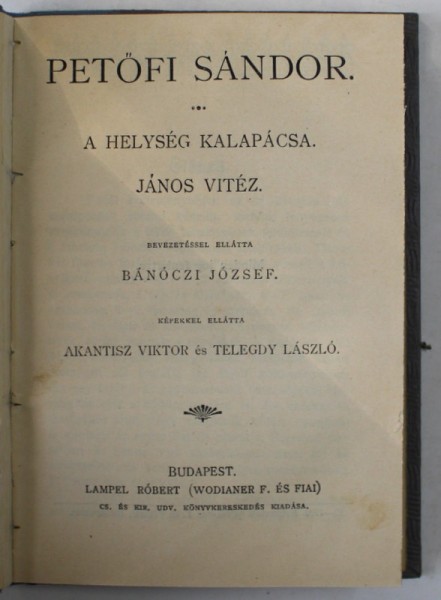 PETŐFI SÁNDOR.
A HELYSÉG KALAPÁCSA.
JÁNOS VITÉZ.
BEVEZETÉSSEL ELLÁTTA
BÁNÓCZI JÓZSEF.
KÉPEKKEL ELLÁTTA
AKANTISZ VIKTOR és TELEGDY LÁSZLÓ.
BUDAPEST.
LAMPEL RÓBERT (WODIANER F. ÉS FIAI)
CS. ÉS KIR. UDV. KÖNYVKERESKEDÉS KIADÁSA.